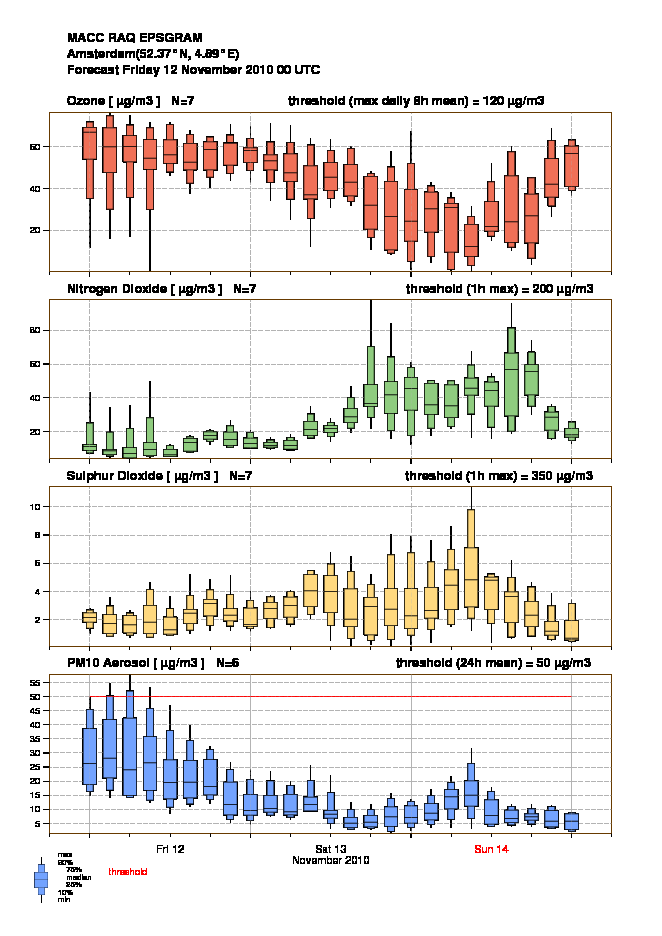 MACC RAQ EPSGRAM
Amsterdam(52.37°N, 4.89°E)
Forecast Friday 12 November 2010 00 UTC
Ozone [ µg/m3 ] N=7 threshold (max daily 8h mean) = 120 µg/m3
60
40
20
Nitrogen Dioxide [ µg/m3 ] N=7 threshold (1h max) = 200 µg/m3
80
60
40
20
Sulphur Dioxide [ µg/m3 ] N=7 threshold (1h max) = 350 µg/m3
10
8
6
4
2
PM10 Aerosol [ µg/m3 ] N=6 threshold (24h mean) = 50 µg/m3
55
50
45
40
35
30
25
20
15
10
5
Fri 12 Sat 13 Sun 14
November 2010
max
90%
75%
median
25%
10%
min
threshold